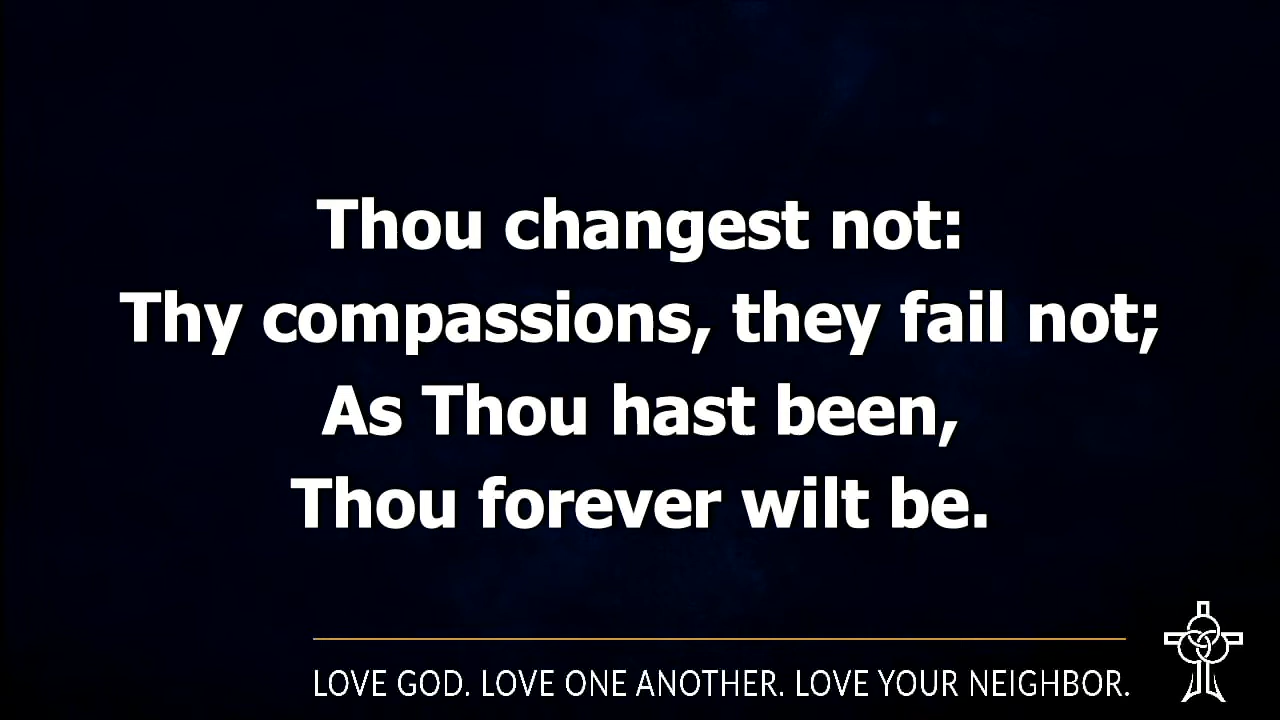 Thou changest not:
Thy compassions, they fail not;
As Thou hast been,
Thou forever wilt be.
LOVE GOD. LOVE ONE ANOTHER. LOVE YOUR NEIGHBOR.